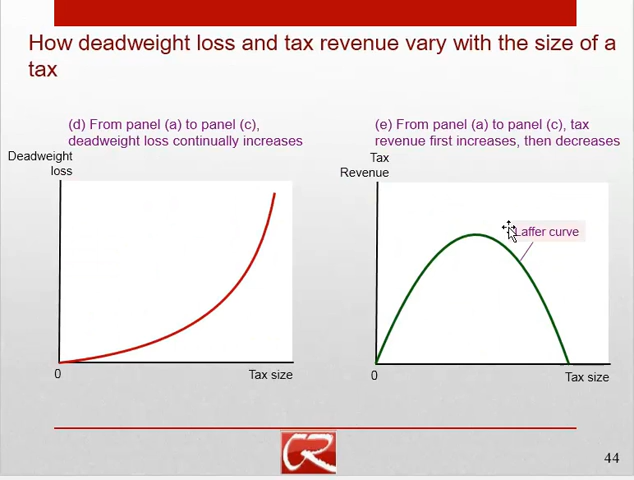 How deadweight loss and tax revenue vary with the size of a
tax
(d) From panel (a) to panel (c),
deadweight loss continually increases
Deadweight
loss
0
Tax size
(e) From panel (a) to panel (c), tax
revenue first increases, then decreases
Tax
Revenue
Laffer curve
0
Tax size
44